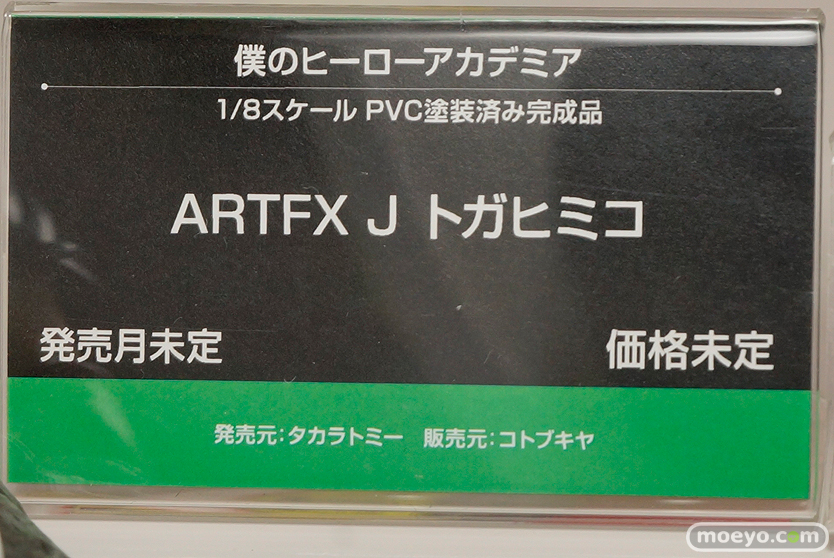 僕のヒーローアカデミア
1/8スケール PVC塗装済み完成品
ARTFX J トガヒミコ
発売月未定 価格未定
発売元:タカラトミー 販売元:コトブキヤ
moeyo.com